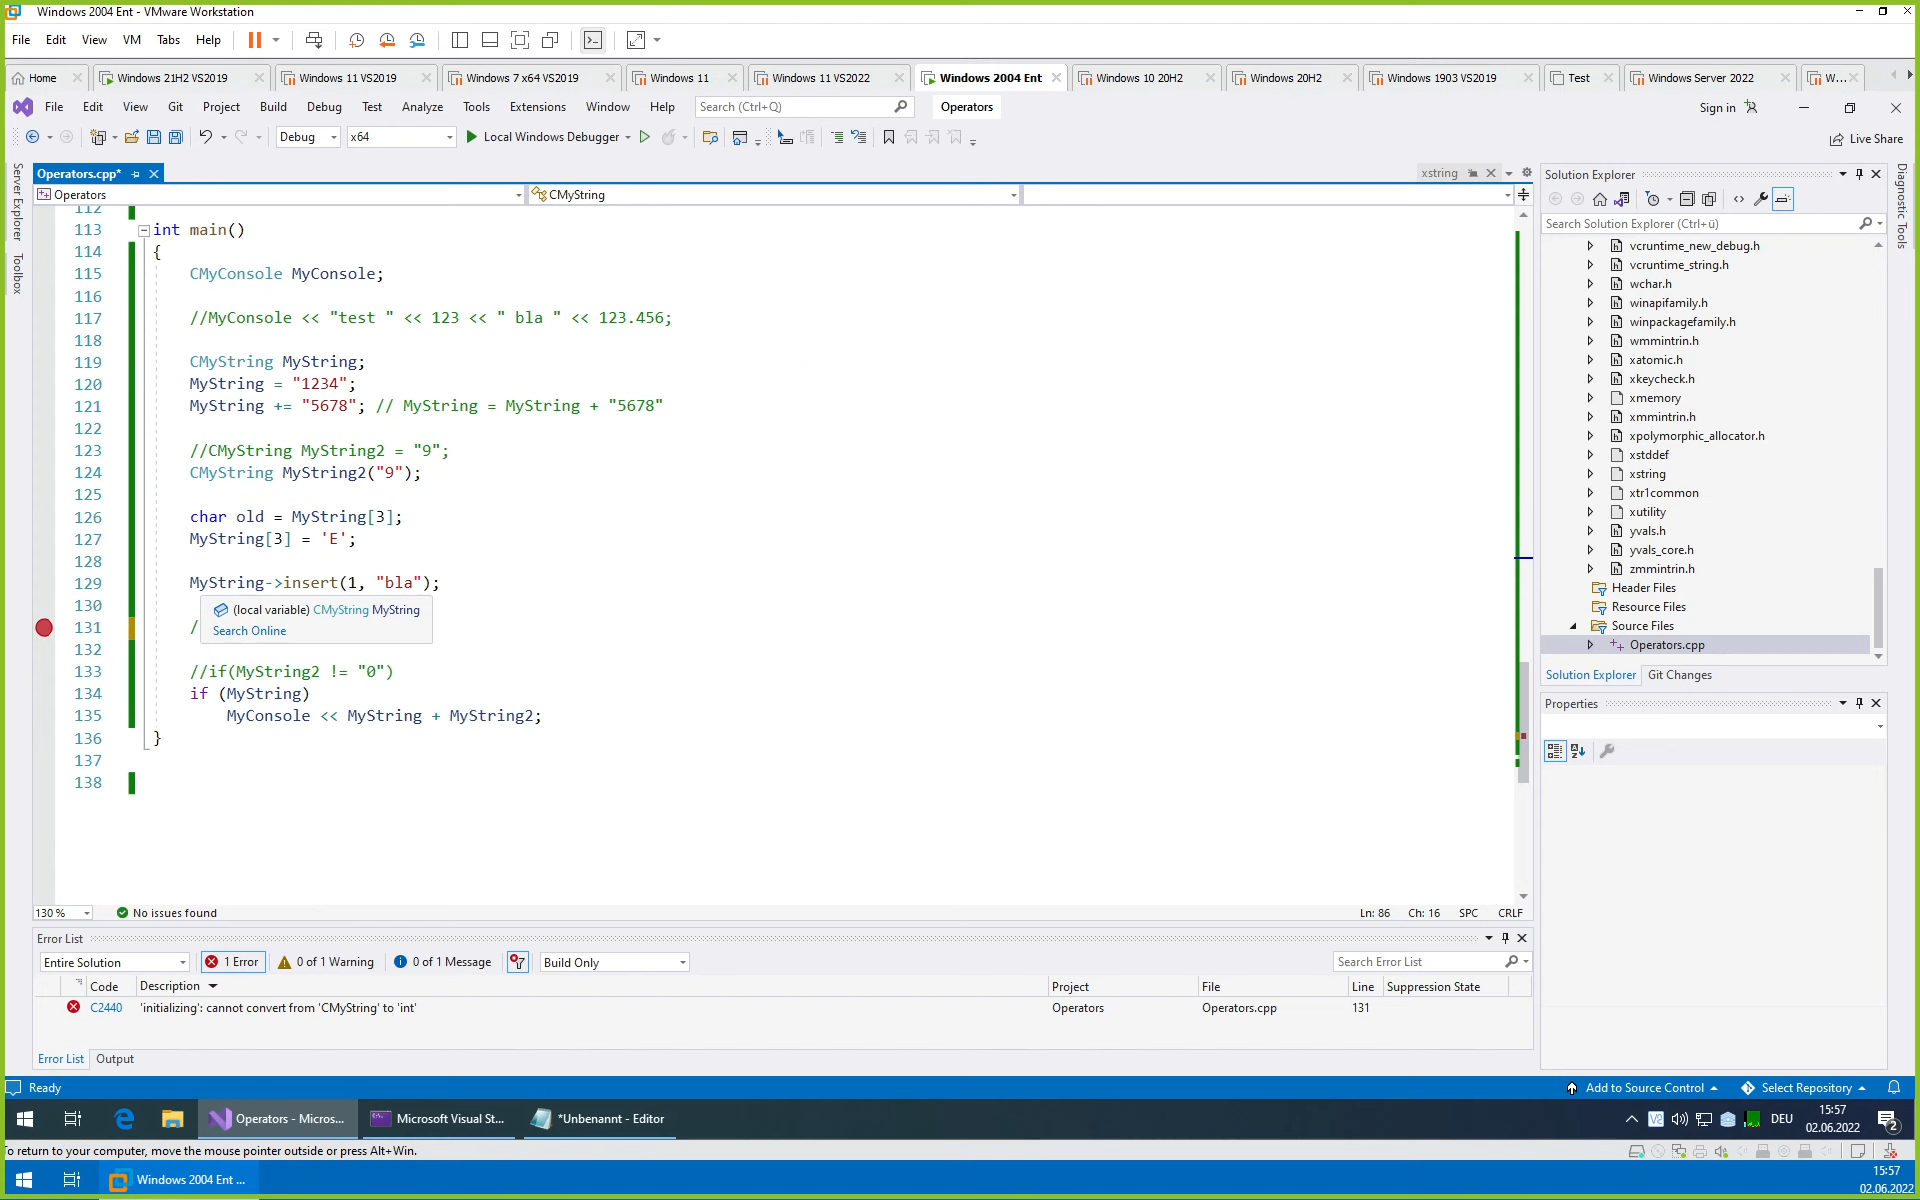 Windows 2004 Ent - VMware Workstation
File Edit View VM Tabs Help
Home Windows 21H2 VS2019 Windows 11 VS2019 Windows 7 x64 VS2019 Windows 11 Windows 11 VS2022 Windows 2004 Ent Windows 10 20H2 Windows 20H2 Windows 1903 VS2019 Test Windows Server 2022 W...
File Edit View Git Project Build Debug Test Analyze Tools Extensions Window Help Search (Ctrl+Q) Operators Sign in
Debug x64 Local Windows Debugger Live Share
Server Explorer
Toolbox
Operators.cpp* xstring
Operators CMyString
112
113 int main()
114 {
115 CMyConsole MyConsole;
116
117 //MyConsole << "test " << 123 << " bla " << 123.456;
118
119 CMyString MyString;
120 MyString = "1234";
121 MyString += "5678"; // MyString = MyString + "5678"
122
123 //CMyString MyString2 = "9";
124 CMyString MyString2("9");
125
126 char old = MyString[3];
127 MyString[3] = 'E';
128
129 MyString->insert(1, "bla");
130
(local variable) CMyString MyString
Search Online
131 /
132
133 //if(MyString2 != "0")
134 if (MyString)
135 MyConsole << MyString + MyString2;
136 }
137
138
130 % No issues found Ln: 86 Ch: 16 SPC CRLF
Error List
Entire Solution 1 Error 0 of 1 Warning 0 of 1 Message Build Only Search Error List
Code Description Project File Line Suppression State
C2440 'initializing': cannot convert from 'CMyString' to 'int' Operators Operators.cpp 131
Error List Output
Solution Explorer
Search Solution Explorer (Ctrl+ü)
vcruntime_new_debug.h
vcruntime_string.h
wchar.h
winapifamily.h
winpackagefamily.h
wmmintrin.h
xatomic.h
xkeycheck.h
xmemory
xmmintrin.h
xpolymorphic_allocator.h
xstddef
xstring
xtr1common
xutility
yvals.h
yvals_core.h
zmmintrin.h
Header Files
Resource Files
Source Files
Operators.cpp
Solution Explorer Git Changes
Properties
Diagnostic Tools
Ready Add to Source Control Select Repository
Operators - Micros... Microsoft Visual St... *Unbenannt - Editor DEU 15:57
02.06.2022 2
To return to your computer, move the mouse pointer outside or press Alt+Win.
Windows 2004 Ent ... 15:57
02.06.2022